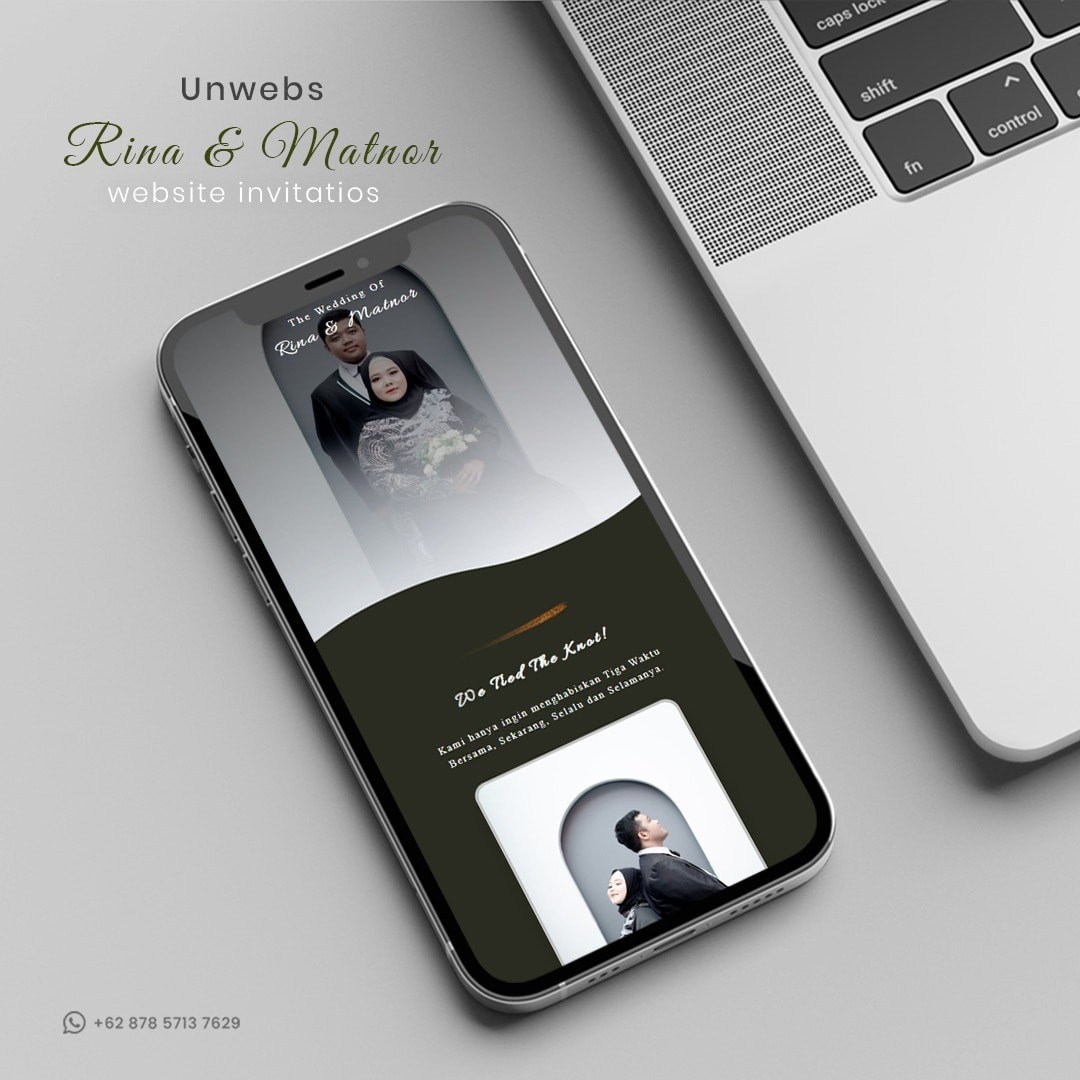 Unwebs
Rina & Matnor
website invitatios
caps lock
shift
control
fn
The Wedding Of
Rina & Matnor
We Tied The Knot!
Kami hanya ingin menghabiskan Tiga Waktu
Bersama, Sekarang, Selalu dan Selamanya.
+62 878 5713 7629